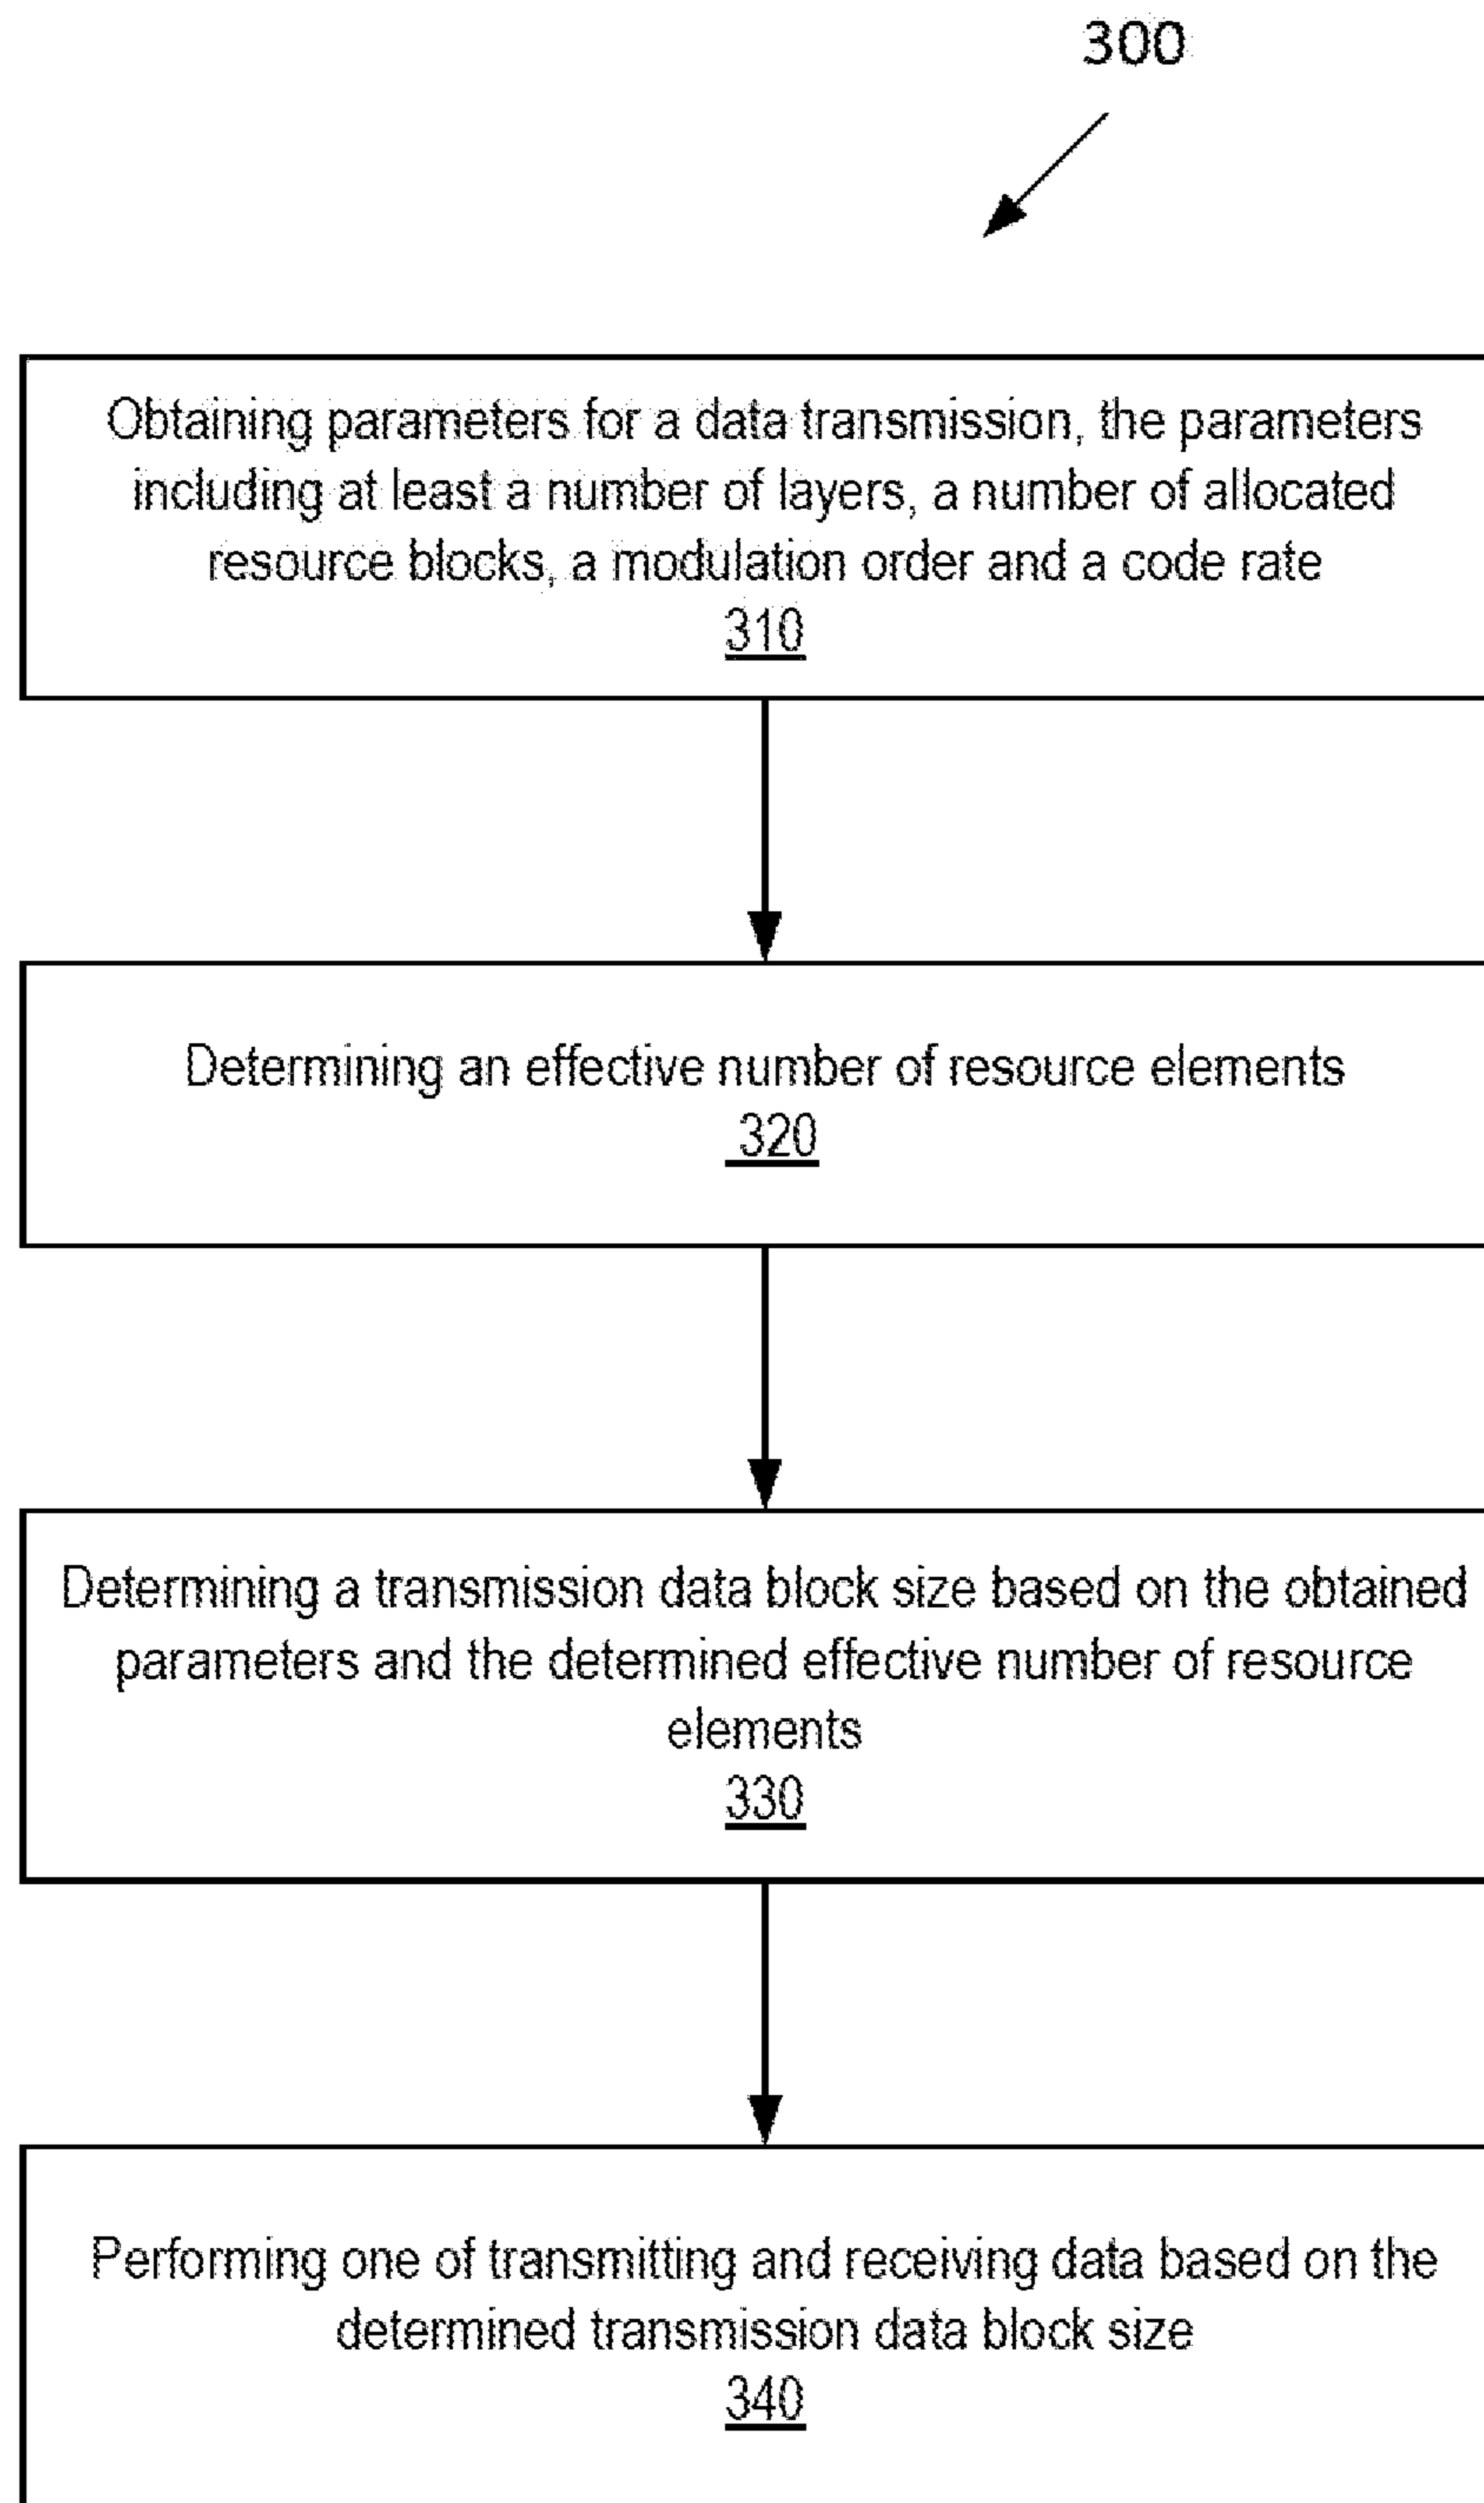 300
Obtaining parameters for a data transmission, the parameters
including at least a number of layers, a number of allocated
resource blocks, a modulation order and a code rate
310
Determining an effective number of resource elements
320
Determining a transmission data block size based on the obtained
parameters and the determined effective number of resource
elements
330
Performing one of transmitting and receiving data based on the
determined transmission data block size
340